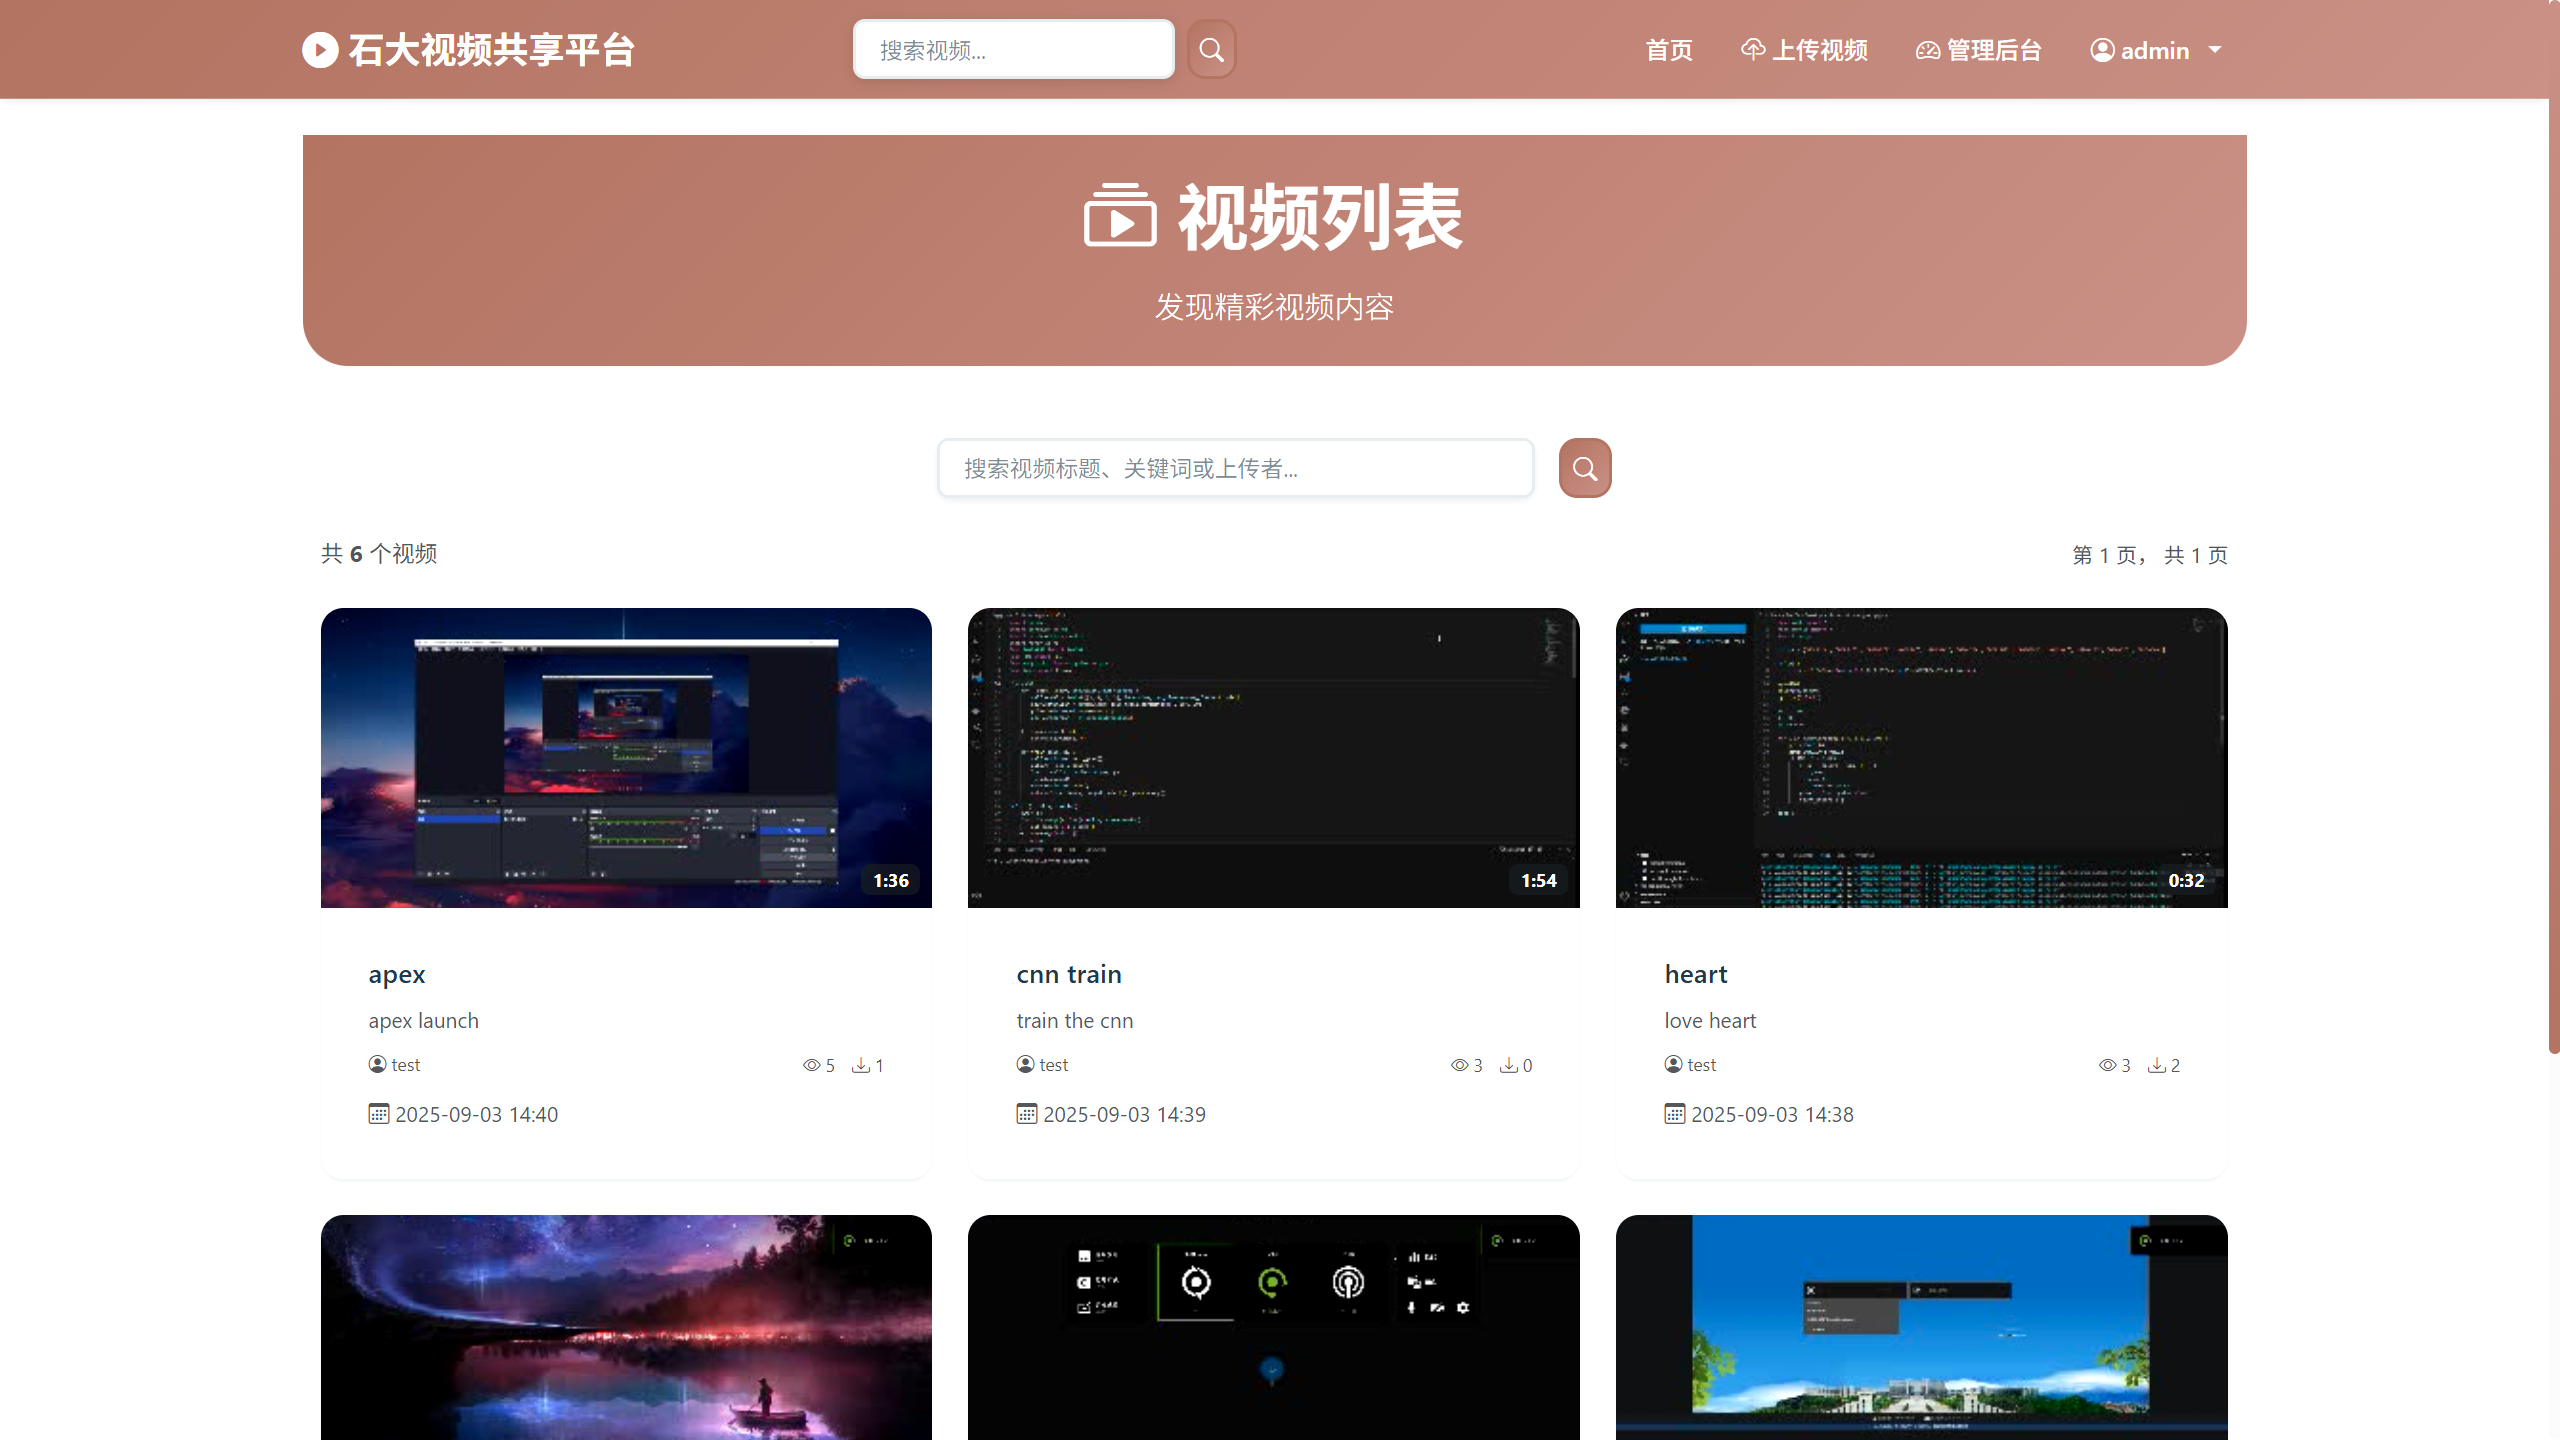 石大视频共享平台
搜索视频...
首页
上传视频
管理后台
admin
视频列表
发现精彩视频内容
搜索视频标题、关键词或上传者...
共 6 个视频
第 1 页， 共 1 页
1:36
1:54
0:32
apex
apex launch
test
5
1
2025-09-03 14:40
cnn train
train the cnn
test
3
0
2025-09-03 14:39
heart
love heart
test
3
2
2025-09-03 14:38